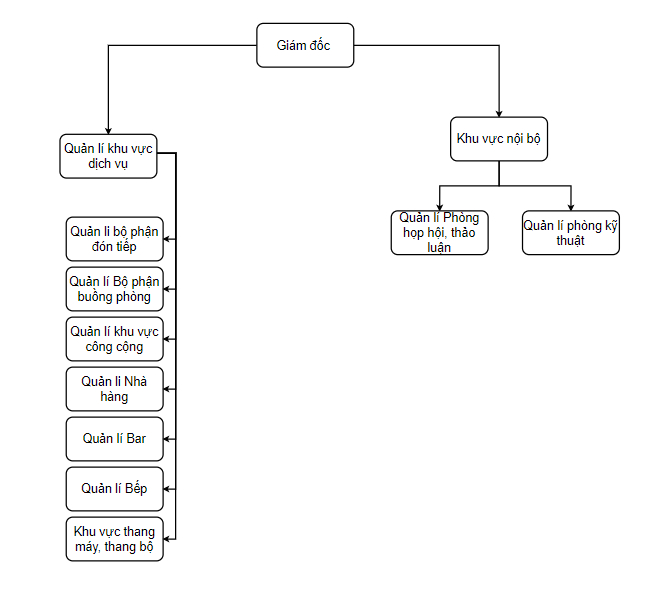 Giám đốc
Khu vực nội bộ
Quản lí khu vực
dịch vụ
Quản lí Phòng
họp hội, thảo
luận
Quản lí phòng kỹ
thuật
Quản li bộ phận
đón tiếp
Quản lí Bộ phận
buồng phòng
Quản lí khu vực
công cộng
Quản li Nhà
hàng
Quản lí Bar
Quản lí Bếp
Khu vực thang
máy, thang bộ